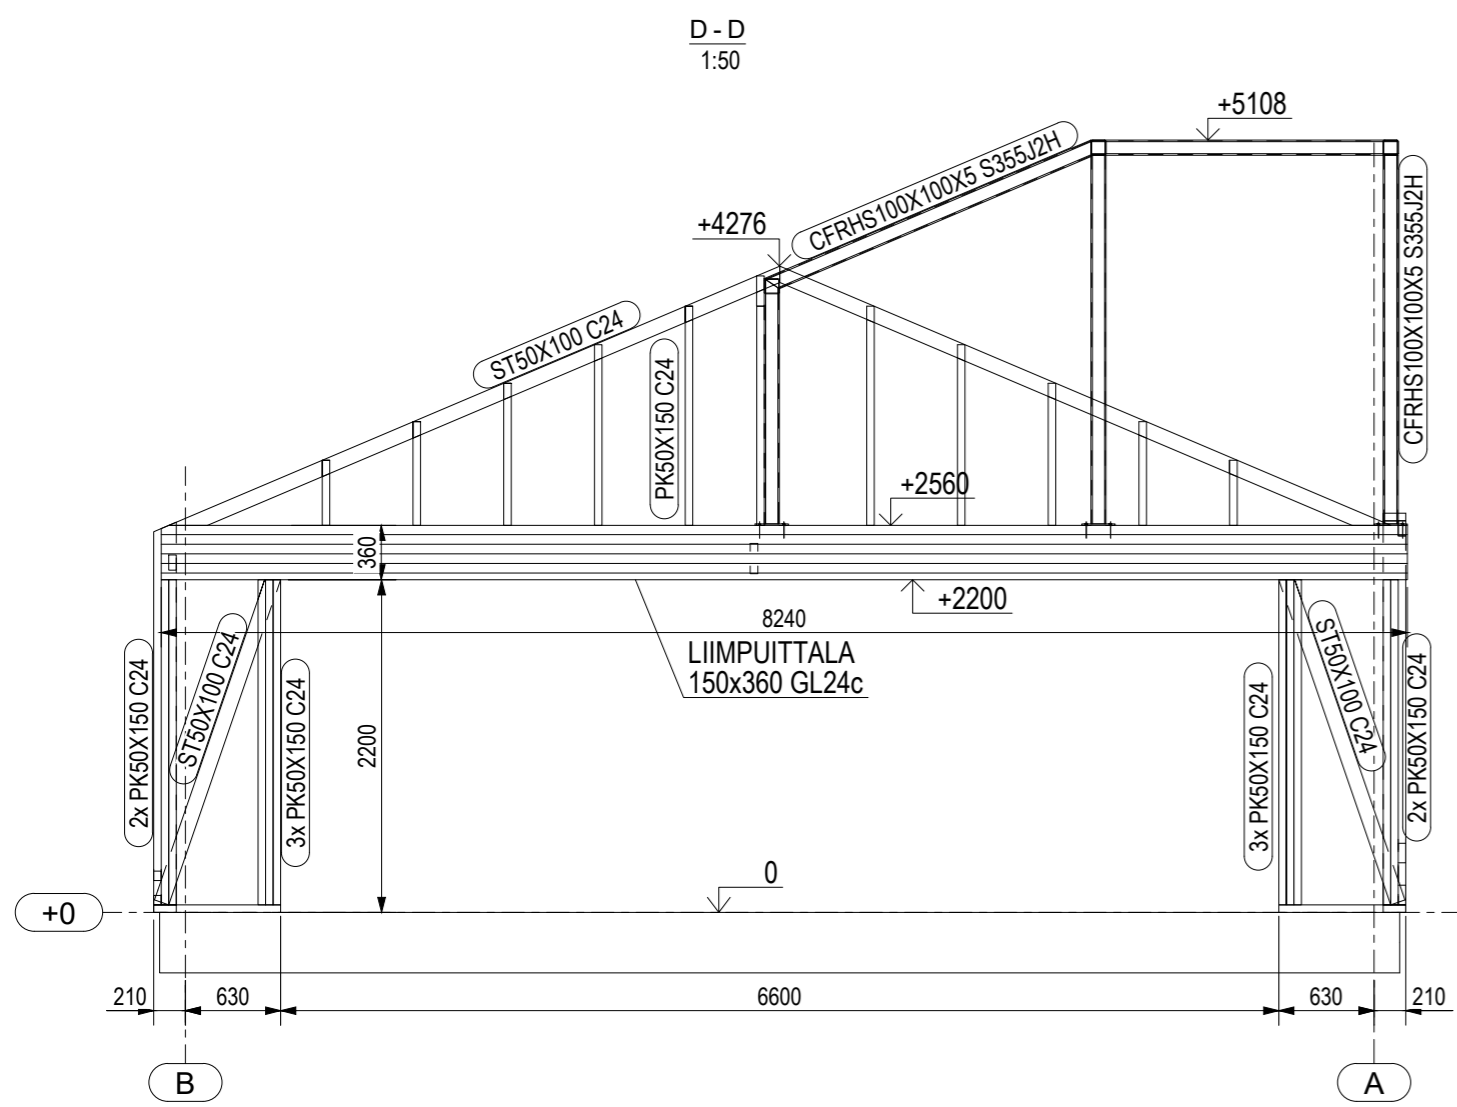 D - D
1:50
+5108
CFRHS100X100X5 S355J2H
+4276
CFRHS100X100X5 S355J2H
ST50X100 C24
PK50X150 C24
+2560
360
+2200
8240
LIIMPUITTALA
150x360 GL24c
2x PK50X150 C24
ST50X100 C24
3x PK50X150 C24
2200
3x PK50X150 C24
ST50X100 C24
2x PK50X150 C24
0
+0
210
630
6600
630
210
B
A